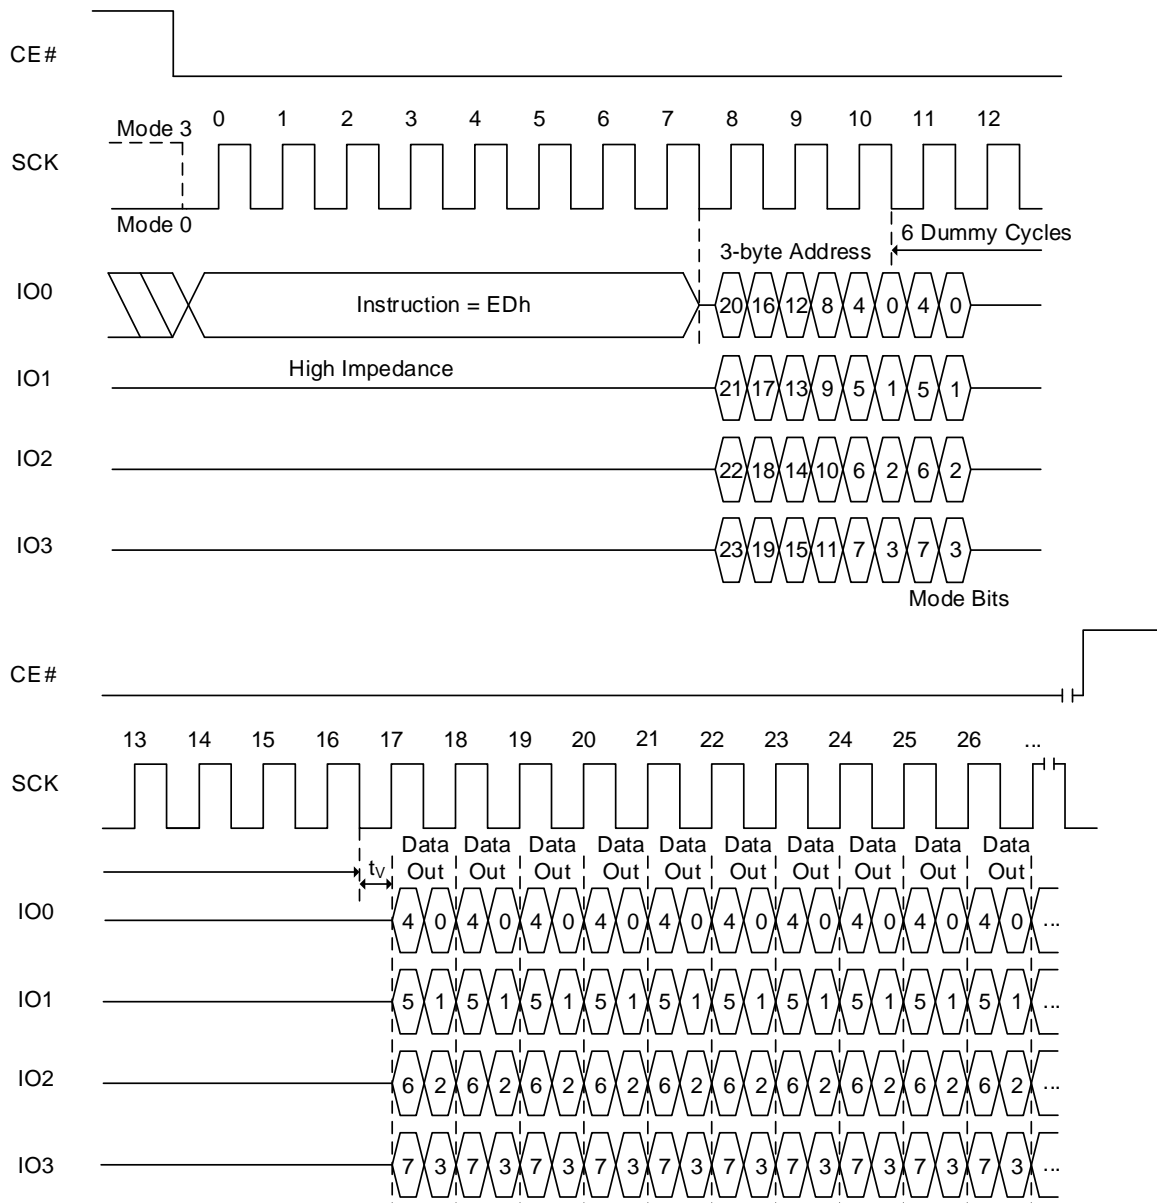 CE#
Mode 3 0 1 2 3 4 5 6 7 8 9 10 11 12
SCK
Mode 0
3-byte Address 6 Dummy Cycles
IO0 Instruction = EDh 20 16 12 8 4 0 4 0
High Impedance
IO1 21 17 13 9 5 1 5 1
IO2 22 18 14 10 6 2 6 2
IO3 23 19 15 11 7 3 7 3
Mode Bits
CE#
13 14 15 16 17 18 19 20 21 22 23 24 25 26 ...
SCK
Data Data Data Data Data Data Data Data Data Data
tV Out Out Out Out Out Out Out Out Out Out
IO0 4 0 4 0 4 0 4 0 4 0 4 0 4 0 4 0 4 0 4 0 ...
IO1 5 1 5 1 5 1 5 1 5 1 5 1 5 1 5 1 5 1 5 1 ...
IO2 6 2 6 2 6 2 6 2 6 2 6 2 6 2 6 2 6 2 6 2 ...
IO3 7 3 7 3 7 3 7 3 7 3 7 3 7 3 7 3 7 3 7 3 ...